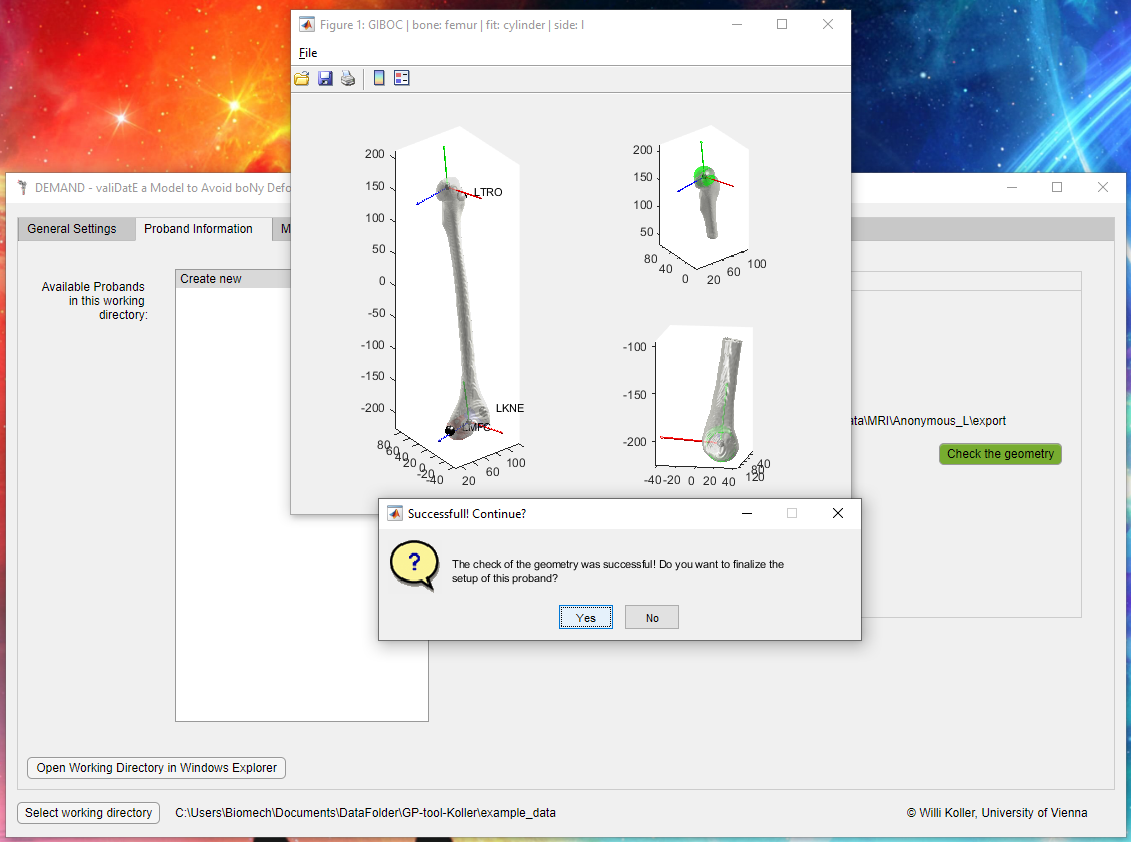 Figure 1: GIBOC | bone: femur | fit: cylinder | side: l
File
200
150
100
50
0
-50
-100
-150
-200
80
60
40
20
0
-20
-40
20
60
100
LTRO
LKNE
LMFC
200
150
100
50
80
40
0
20
60
100
-100
-150
-200
-40
-20
0
20
40
40
80
120
DEMAND - valiDatE a Model to Avoid boNy Defo
General Settings
Proband Information
M
Available Probands
in this working
directory:
Create new
ata\MRI\Anonymous_L\export
Check the geometry
Successfull! Continue?
?
The check of the geometry was successful! Do you want to finalize the
setup of this proband?
Yes
No
Open Working Directory in Windows Explorer
Select working directory
C:\Users\Biomech\Documents\DataFolder\GP-tool-Koller\example_data
© Willi Koller, University of Vienna